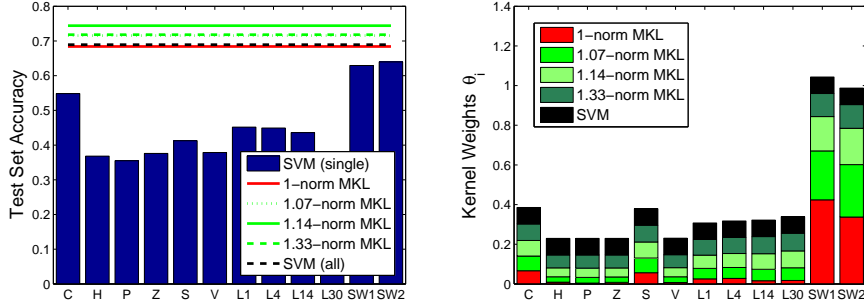 0.8
0.7
0.6
0.5
0.4
0.3
0.2
0.1
0
Test Set Accuracy
SVM (single)
1−norm MKL
1.07−norm MKL
1.14−norm MKL
1.33−norm MKL
SVM (all)
C H P Z S V L1 L4 L14 L30 SW1 SW2
1.4
1.2
1
0.8
0.6
0.4
0.2
0
Kernel Weights θi
1−norm MKL
1.07−norm MKL
1.14−norm MKL
1.33−norm MKL
SVM
C H P Z S V L1 L4 L14 L30 SW1 SW2